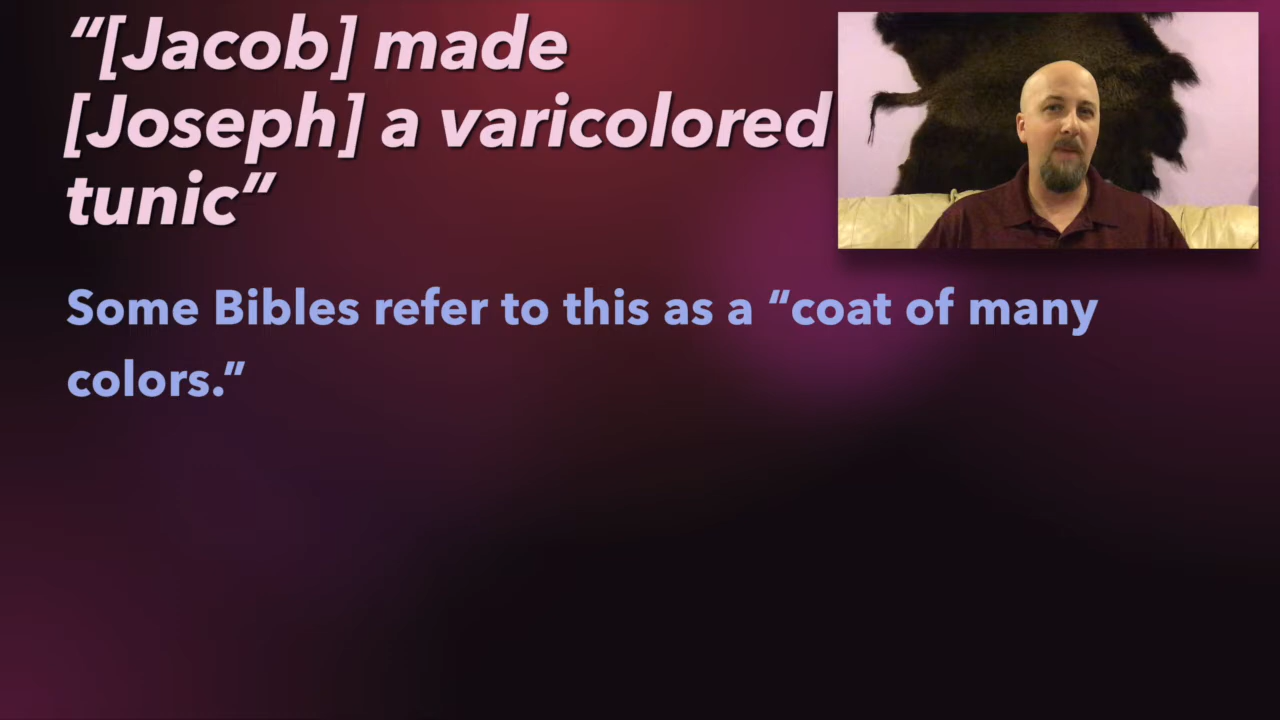 “[Jacob] made
[Joseph] a varicolored
tunic”
Some Bibles refer to this as a “coat of many
colors.”